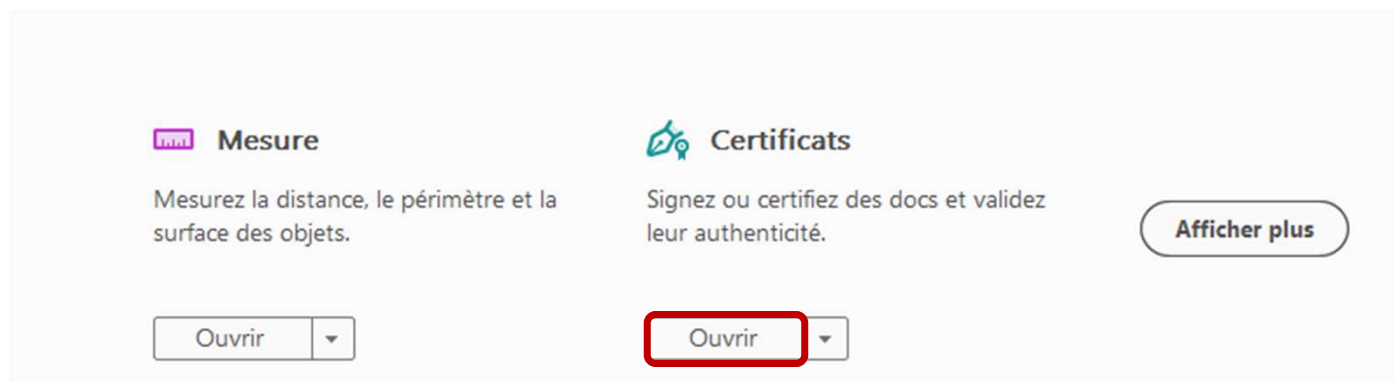 Mesure
Mesurez la distance, le périmètre et la
surface des objets.
Ouvrir
Certificats
Signez ou certifiez des docs et validez
leur authenticité.
Ouvrir
Afficher plus